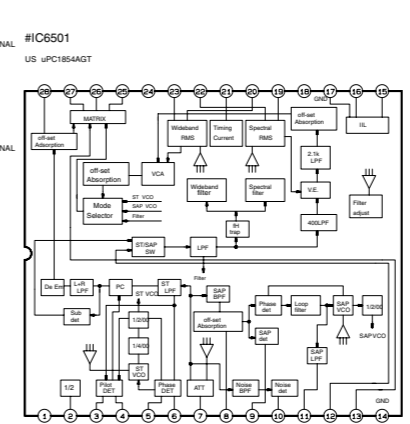 #IC6501
NAL
US uPC1854AGT
28 27 26 25 24 23 22 21 20 19 18 17 16 15
GND
MATRIX
off-set
Adsorption
Wideband
RMS
Timing
Current
Spectral
RMS
off-set
Absorption
I/L
NAL
off-set
Absorption
VCA
2.1k
LPF
Wideband
filter
Spectral
filter
V.E.
Mode
Selector
ST VCO
SAP VCO
Filter
Filter
adjust
IH
trap
400LPF
ST/SAP
SW
LPF
Filter
De Em
L+R
LPF
PC
ST VCO
ST
LPF
SAP
BPF
Phase
det
Loop
filter
SAP
VCO
1/2/00
Sub
det
1/2/00
off-set
Absorption
SAP
det
SAP VCO
1/4/00
SAP
LPF
ST
VCO
1/2
Pilot
DET
Phase
DET
ATT
Noise
BPF
Noise
det
GND
1 2 3 4 5 6 7 8 9 10 11 12 13 14